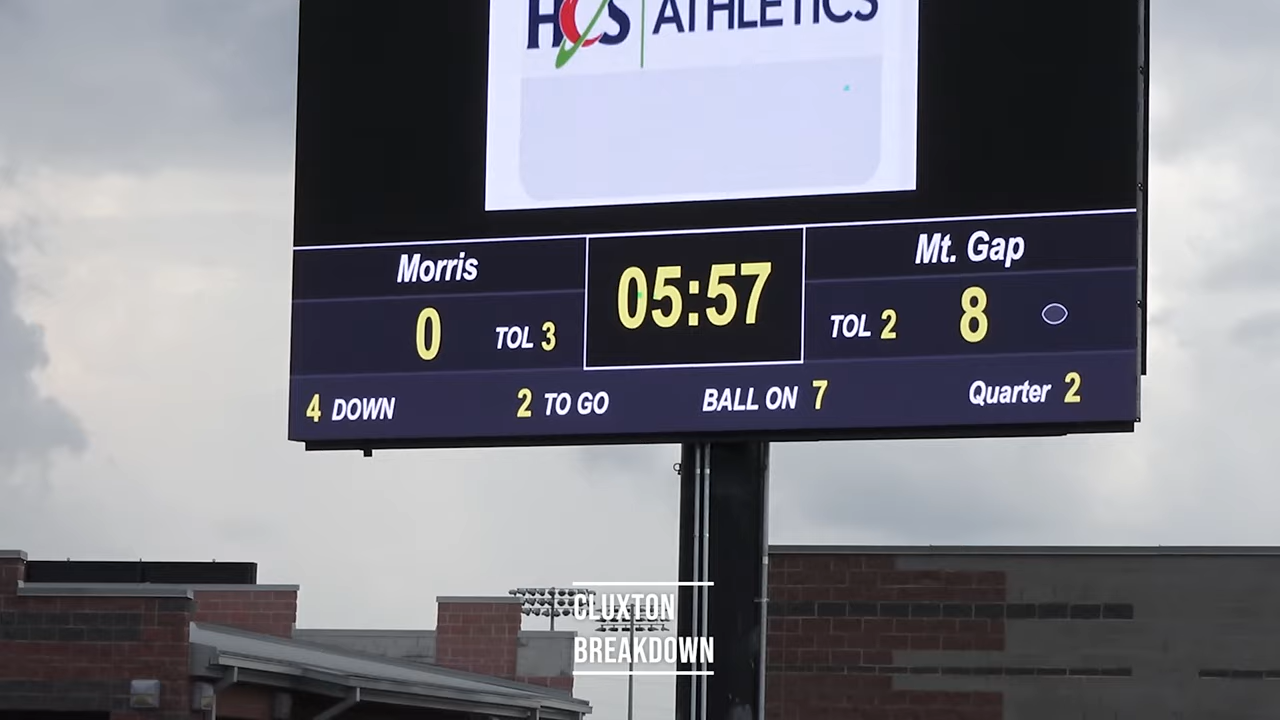 HCS ATHLETICS
Morris
05:57
Mt. Gap
0 TOL 3
TOL 2 8
4 DOWN 2 TO GO BALL ON 7 Quarter 2
CLUXTON
BREAKDOWN